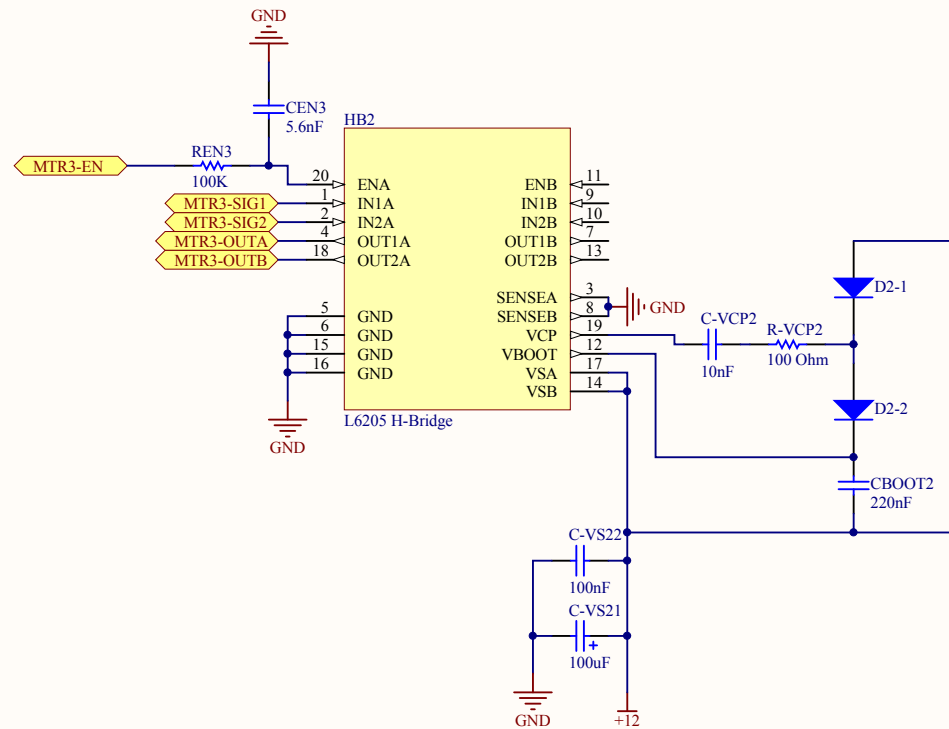 GND
CEN3
5.6nF
HB2
MTR3-EN
REN3
100K
20
ENA
MTR3-SIG1
1
IN1A
MTR3-SIG2
2
IN2A
MTR3-OUTA
4
OUT1A
MTR3-OUTB
18
OUT2A
5
GND
6
GND
15
GND
16
GND
GND
ENB
11
IN1B
9
IN2B
10
OUT1B
7
OUT2B
13
SENSEA
3
SENSEB
8
GND
VCP
19
VBOOT
12
VSA
17
VSB
14
L6205 H-Bridge
C-VCP2
10nF
R-VCP2
100 Ohm
D2-1
D2-2
CBOOT2
220nF
C-VS22
100nF
C-VS21
+
100uF
GND
+12